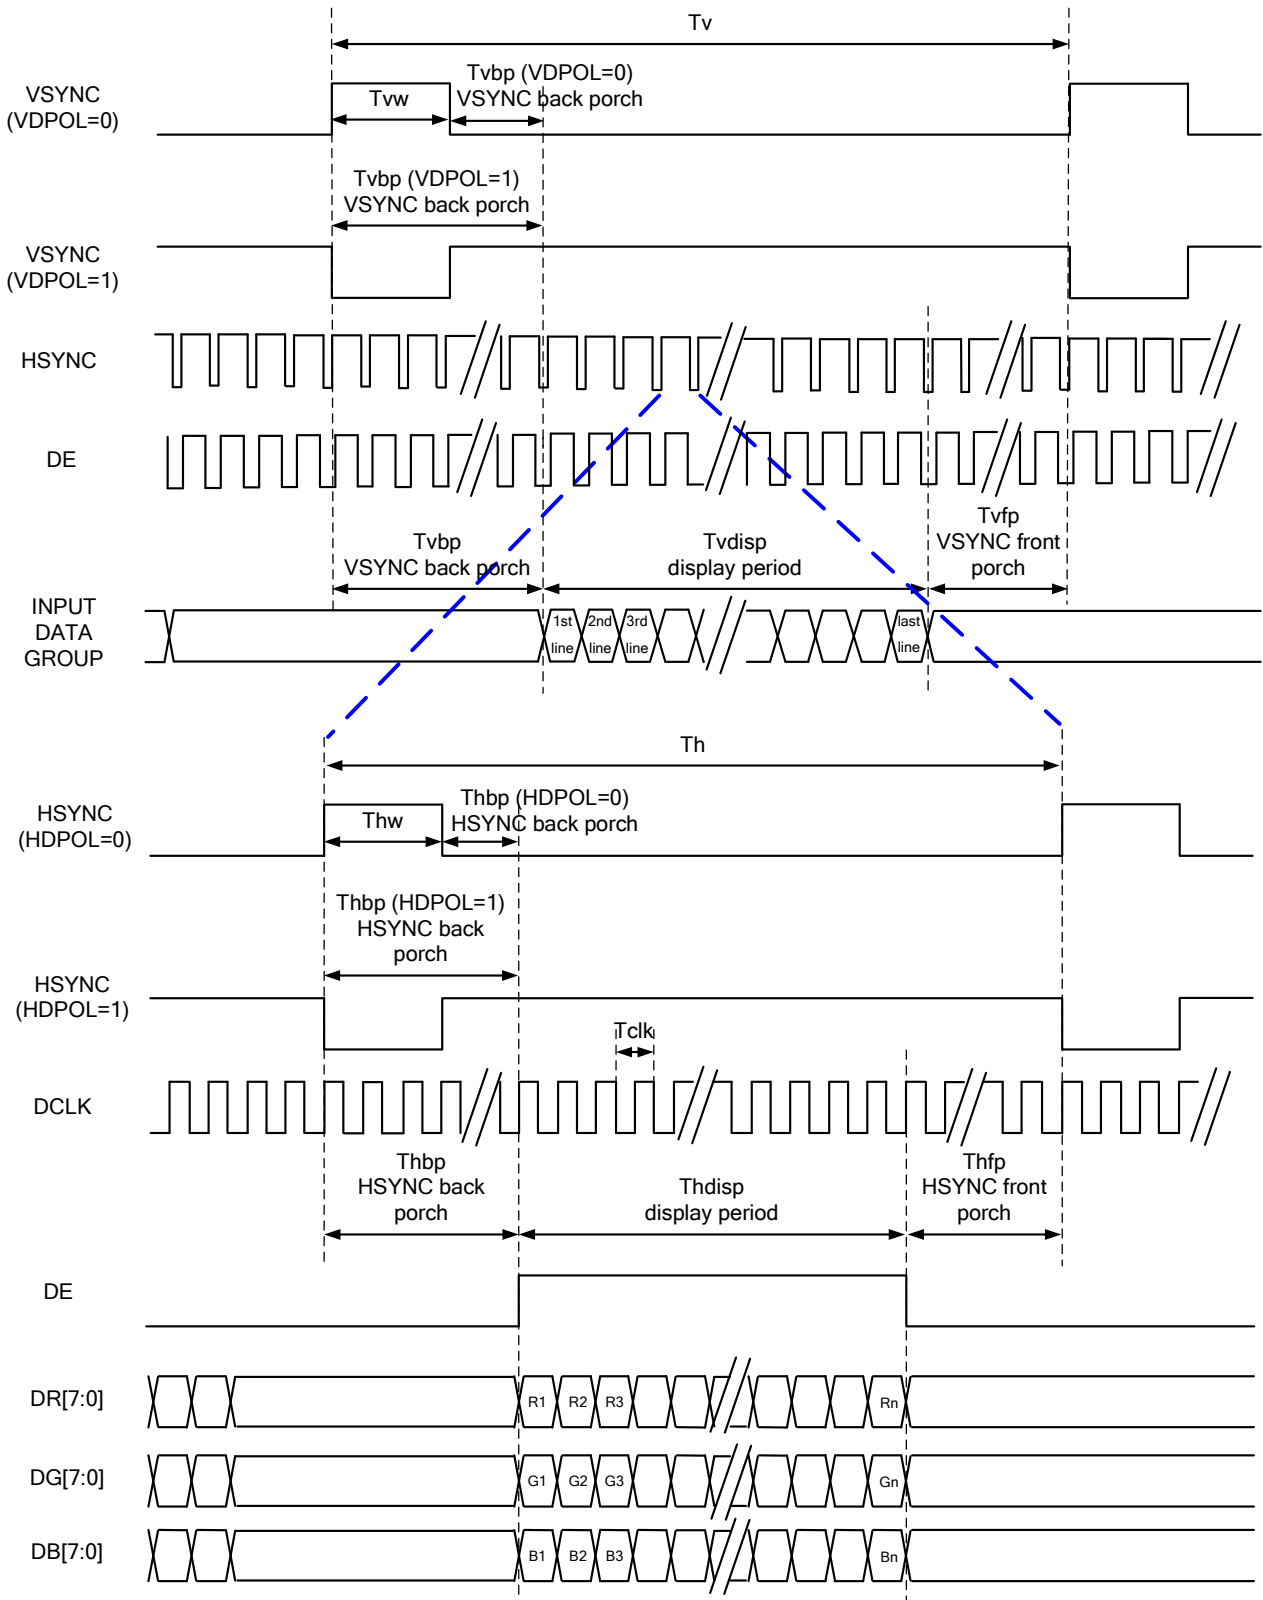 Tv
VSYNC
(VDPOL=0)
Tvw
Tvbp (VDPOL=0)
VSYNC back porch
Tvbp (VDPOL=1)
VSYNC back porch
VSYNC
(VDPOL=1)
HSYNC
DE
Tvbp
VSYNC back porch
Tvdisp
display period
Tvfp
VSYNC front
porch
INPUT
DATA
GROUP
1st
line
2nd
line
3rd
line
last
line
Th
HSYNC
(HDPOL=0)
Thw
Thbp (HDPOL=0)
HSYNC back porch
Thbp (HDPOL=1)
HSYNC back
porch
HSYNC
(HDPOL=1)
Tclk
DCLK
Thbp
HSYNC back
porch
Thdisp
display period
Thfp
HSYNC front
porch
DE
DR[7:0]
R1 R2 R3 Rn
DG[7:0]
G1 G2 G3 Gn
DB[7:0]
B1 B2 B3 Bn